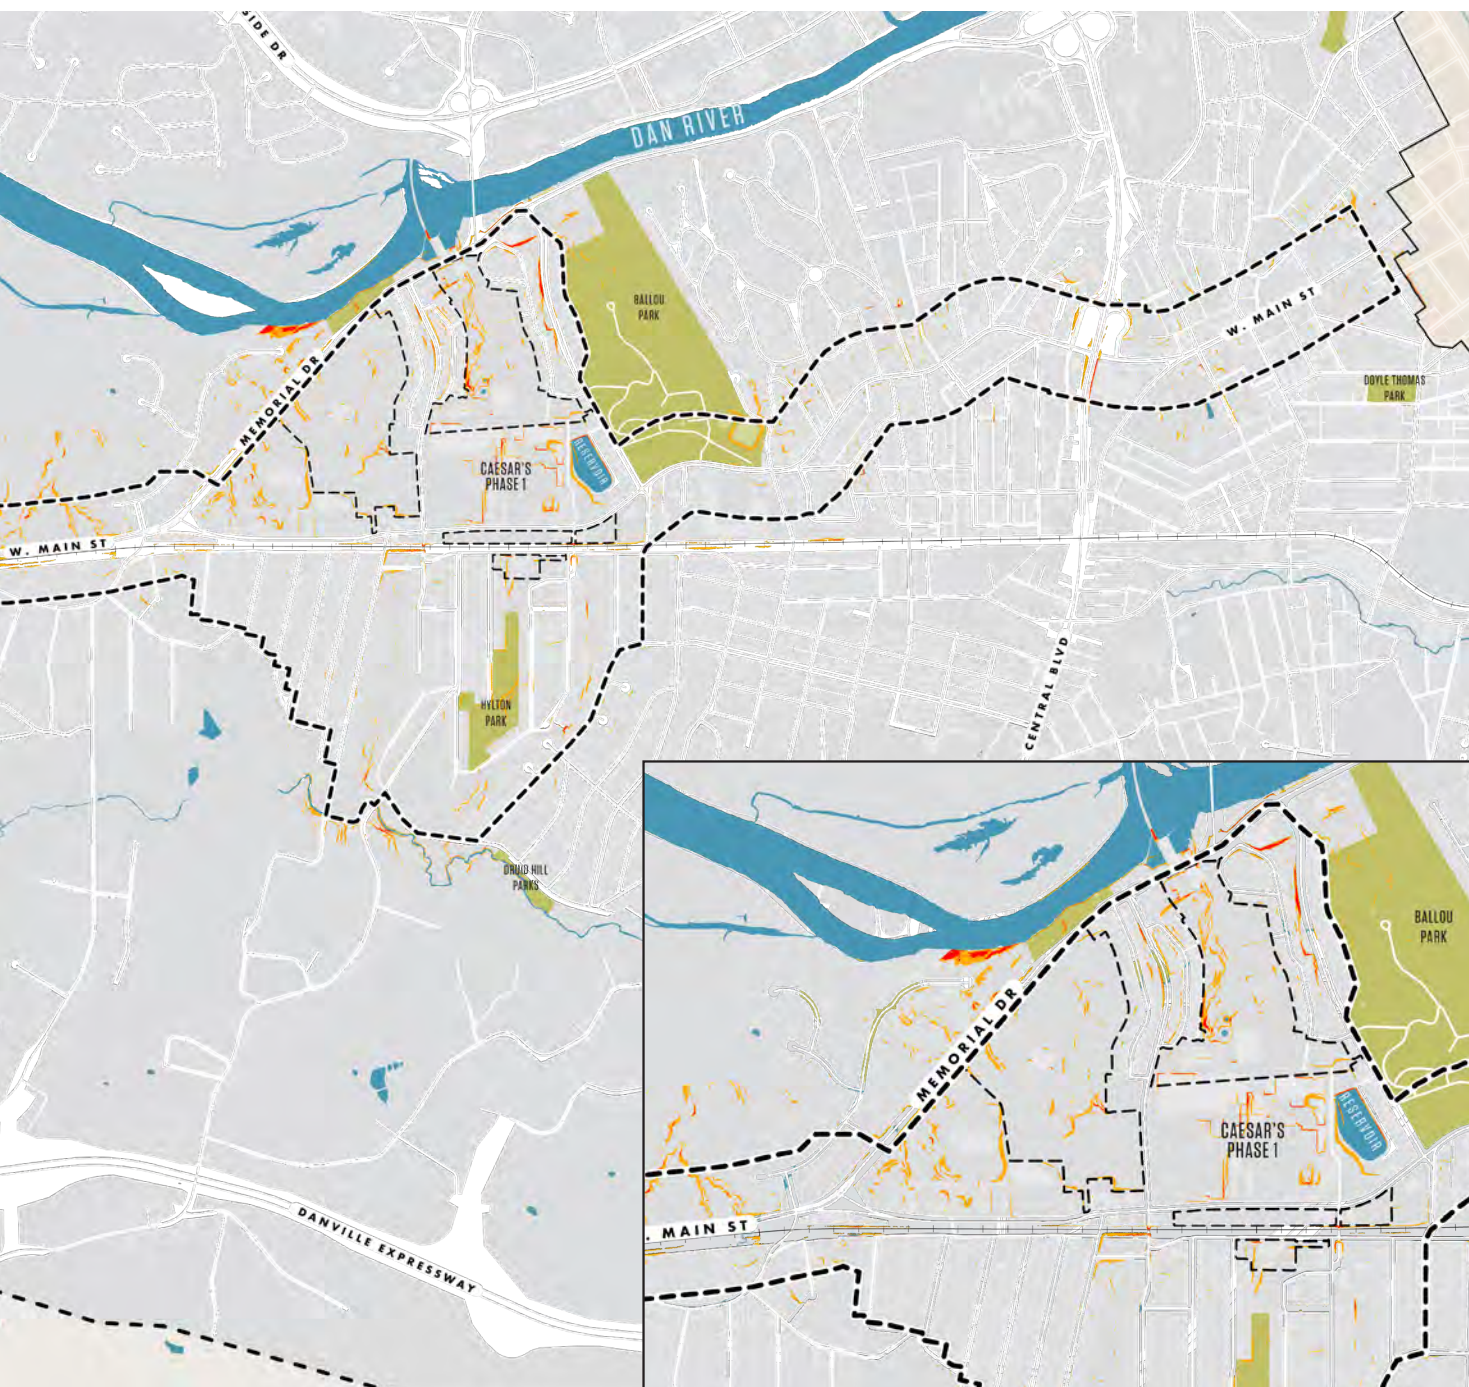 SIDE DR
DAN RIVER
BALLOU
PARK
W. MAIN ST
DOYLE THOMAS
PARK
MEMORIAL DR
CAESAR'S
PHASE 1
RESERVOIR
W. MAIN ST
HYLTON
PARK
CENTRAL BLVD
DRUID HILL
PARKS
DANVILLE EXPRESSWAY
BALLOU
PARK
MEMORIAL DR
CAESAR'S
PHASE 1
RESERVOIR
. MAIN ST